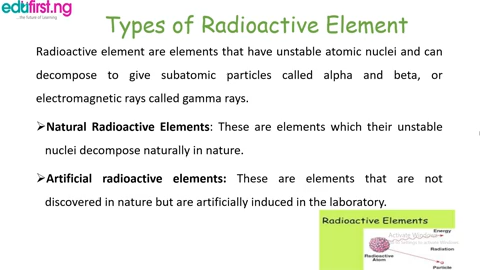 edufirst.ng
...the future of Learning
Types of Radioactive Element
Radioactive element are elements that have unstable atomic nuclei and can
decompose to give subatomic particles called alpha and beta, or
electromagnetic rays called gamma rays.
➢Natural Radioactive Elements: These are elements which their unstable
nuclei decompose naturally in nature.
➢Artificial radioactive elements: These are elements that are not
discovered in nature but are artificially induced in the laboratory.
Radioactive Elements
Energy
Activate Windows
Radiation
Radioactive
Atom
Particle